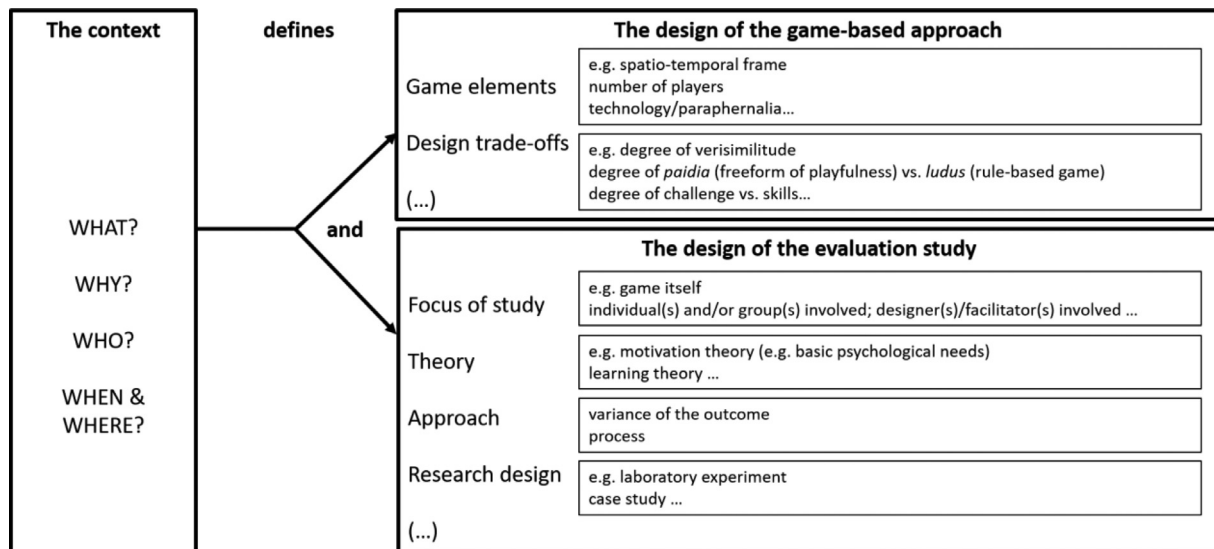 The context
WHAT?
WHY?
WHO?
WHEN &
WHERE?
defines
and
The design of the game-based approach
Game elements
e.g. spatio-temporal frame
number of players
technology/paraphernalia...
Design trade-offs
e.g. degree of verisimilitude
degree of paidia (freeform of playfulness) vs. ludus (rule-based game)
degree of challenge vs. skills...
(...)
The design of the evaluation study
Focus of study
e.g. game itself
individual(s) and/or group(s) involved; designer(s)/facilitator(s) involved ...
Theory
e.g. motivation theory (e.g. basic psychological needs)
learning theory ...
Approach
variance of the outcome
process
Research design
e.g. laboratory experiment
case study ...
(...)